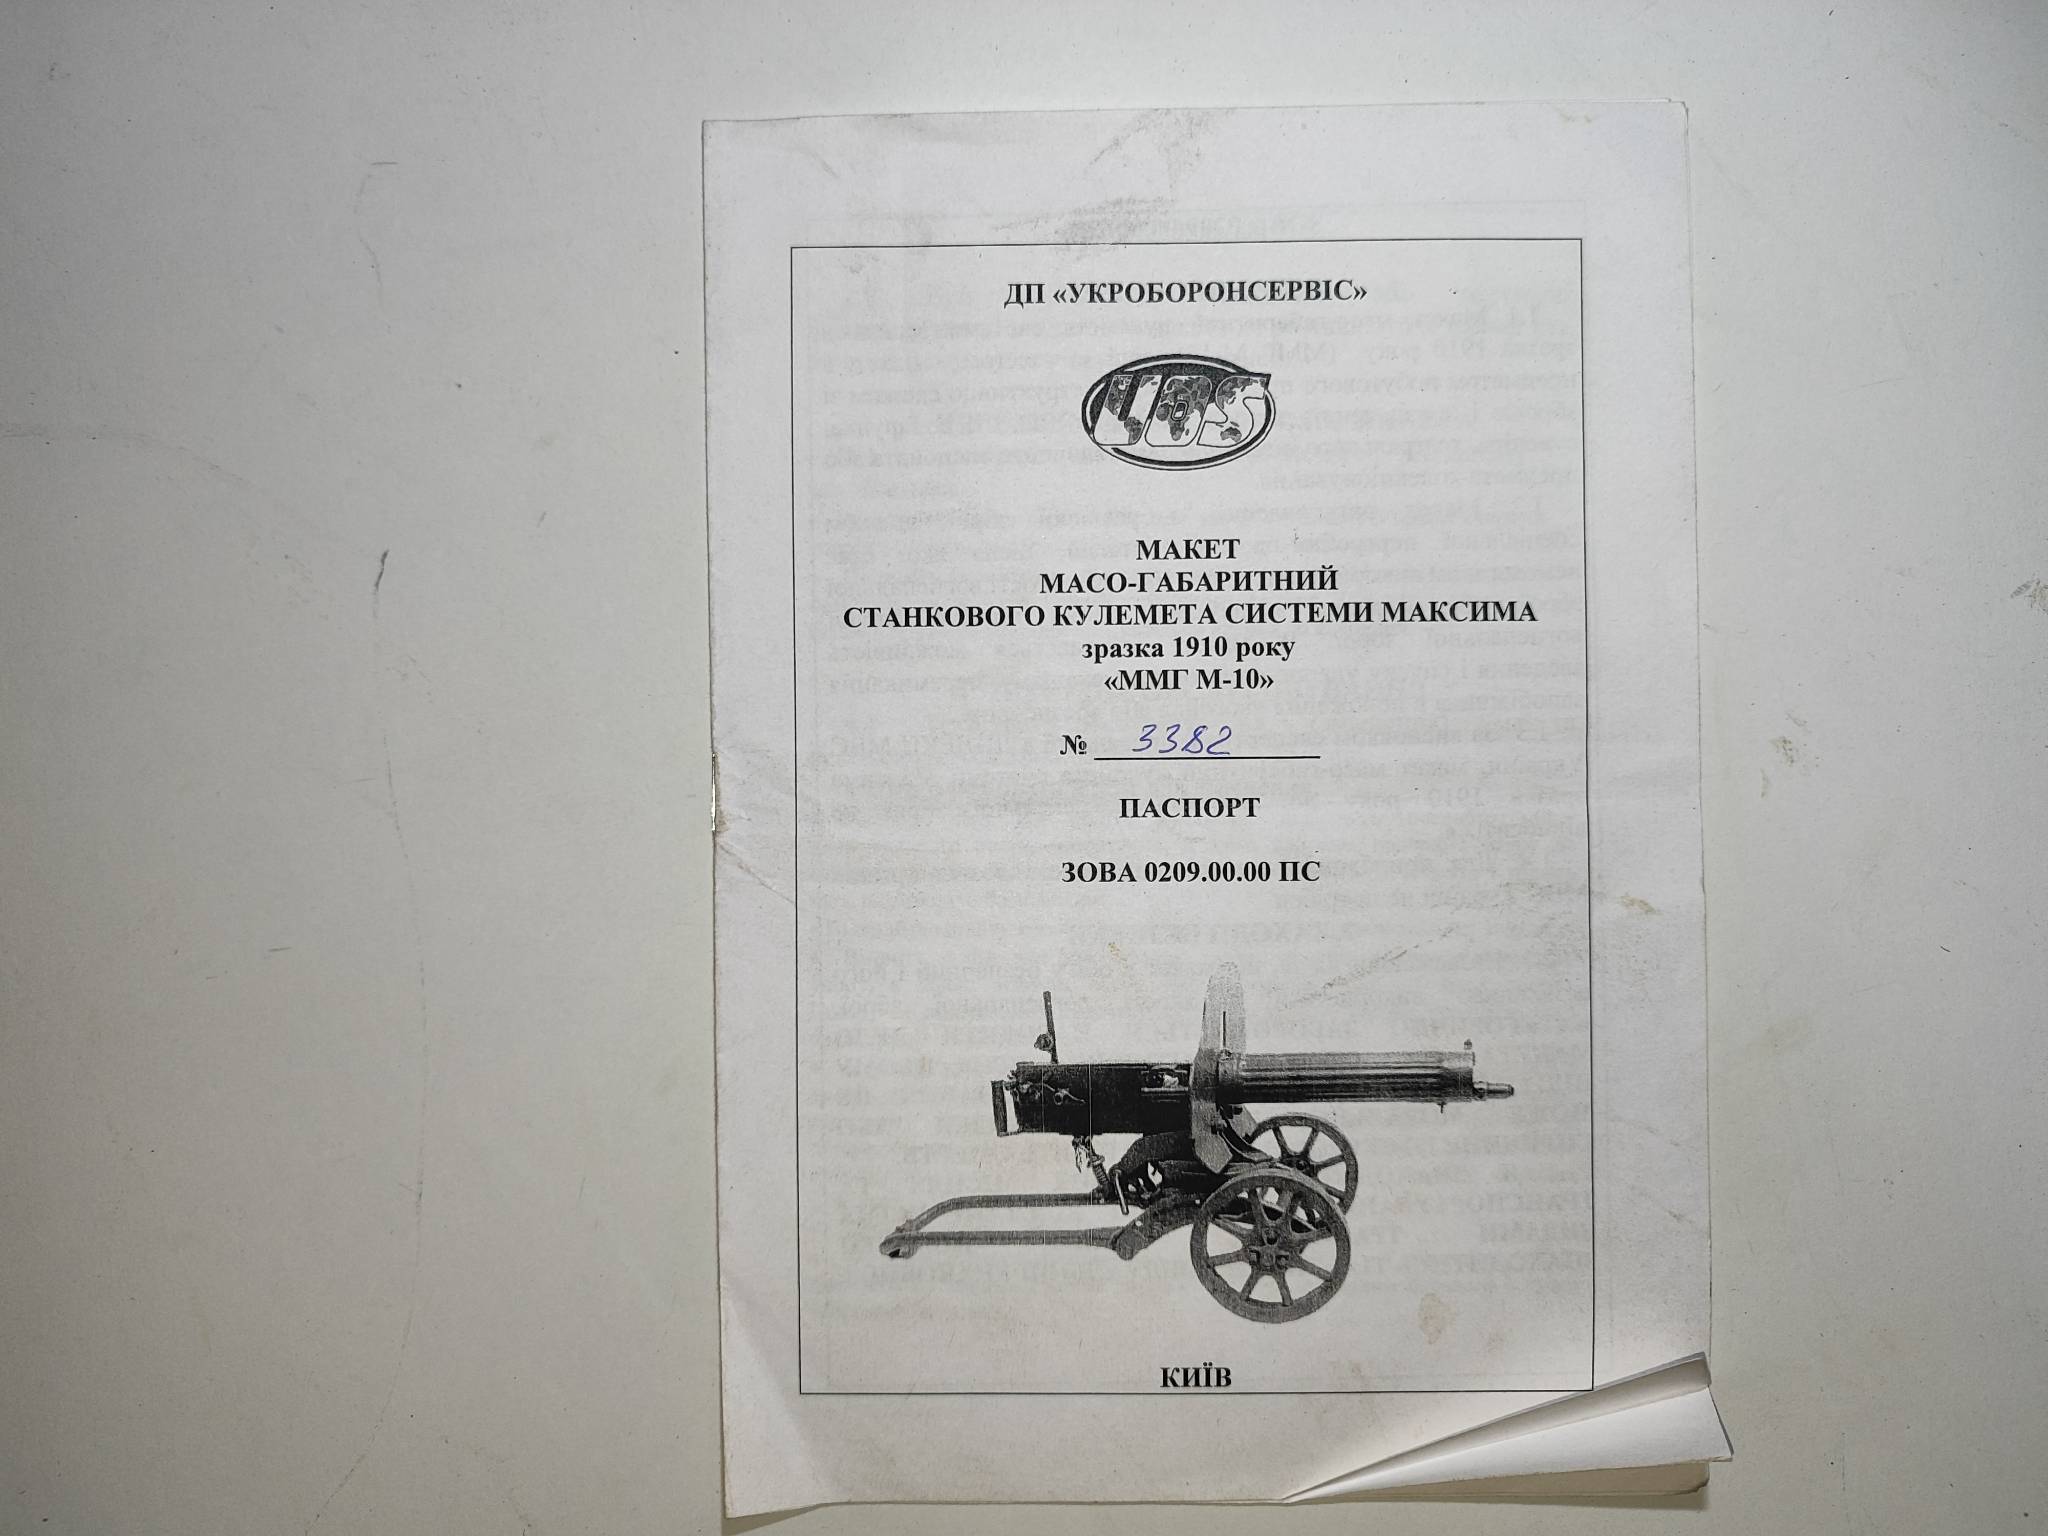 ДП «УКРОБОРОНСЕРВІС»
UDS
МАКЕТ
МАСО-ГАБАРИТНИЙ
СТАНКОВОГО КУЛЕМЕТА СИСТЕМИ МАКСИМА
зразка 1910 року
«ММГ М-10»
№ 3382
ПАСПОРТ
ЗОВА 0209.00.00 ПС
КИЇВ